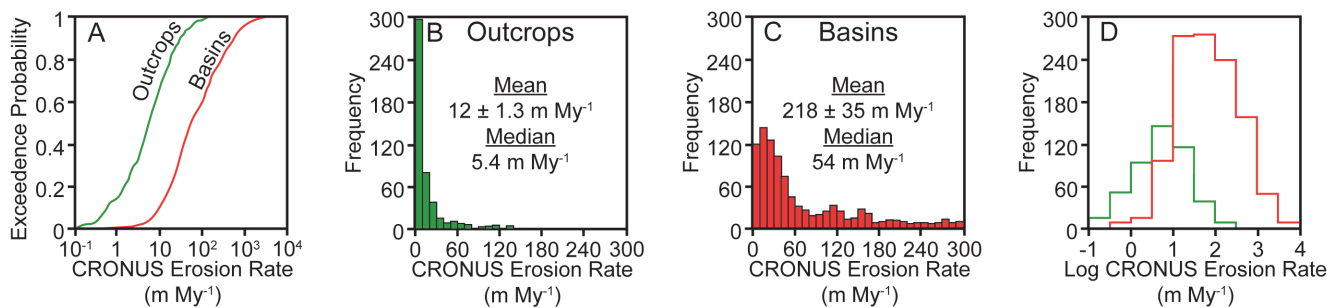 A
Outcrops
Basins
Exceedence Probability
1
0.8
0.6
0.4
0.2
0
10⁻¹ 1 10 10² 10³ 10⁴
CRONUS Erosion Rate
(m My⁻¹)
B Outcrops
Mean
12 ± 1.3 m My⁻¹
Median
5.4 m My⁻¹
Frequency
300
240
180
120
60
0
0 60 120 180 240 300
CRONUS Erosion Rate
(m My⁻¹)
C Basins
Mean
218 ± 35 m My⁻¹
Median
54 m My⁻¹
Frequency
300
240
180
120
60
0
0 60 120 180 240 300
CRONUS Erosion Rate
(m My⁻¹)
D
Frequency
300
240
180
120
60
0
-1 0 1 2 3 4
Log CRONUS Erosion Rate
(m My⁻¹)